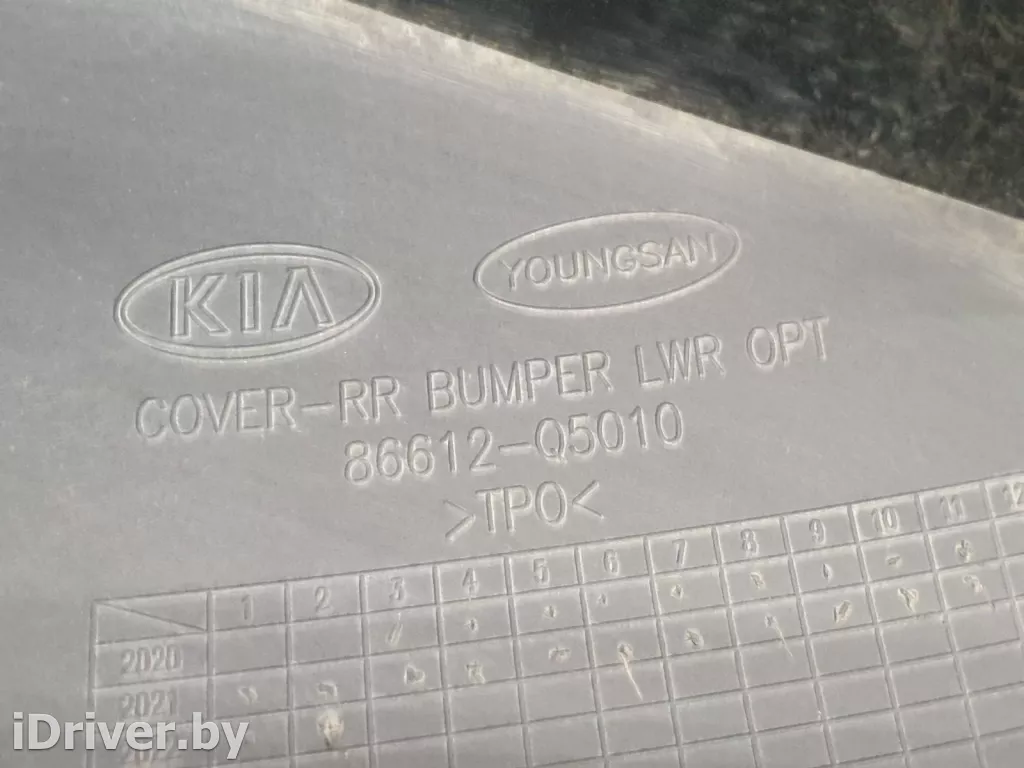 KIA YOUNGSAN
COVER-RR BUMPER LWR OPT
86612-Q5010
>TPO<
1 2 3 4 5 6 7 8 9 10 11 12
2020
2021
iDriver.by